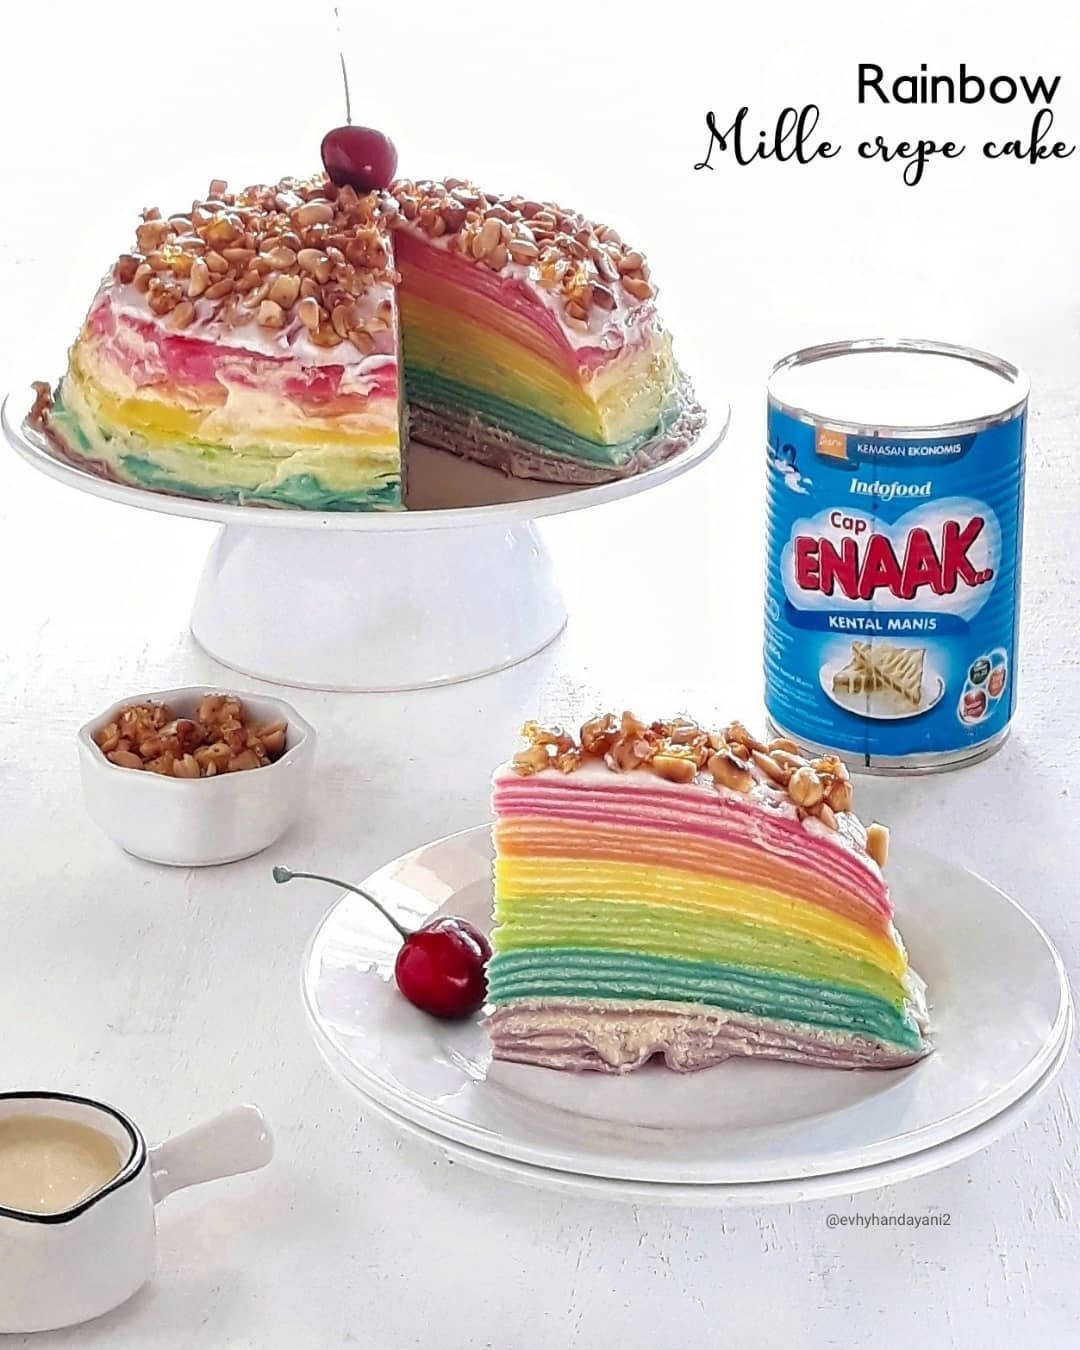 Rainbow
Mille crepe cake
KEMASAN EKONOMIS
Indofood
Cap
ENAAK..
KENTAL MANIS
@evhyhandayani2